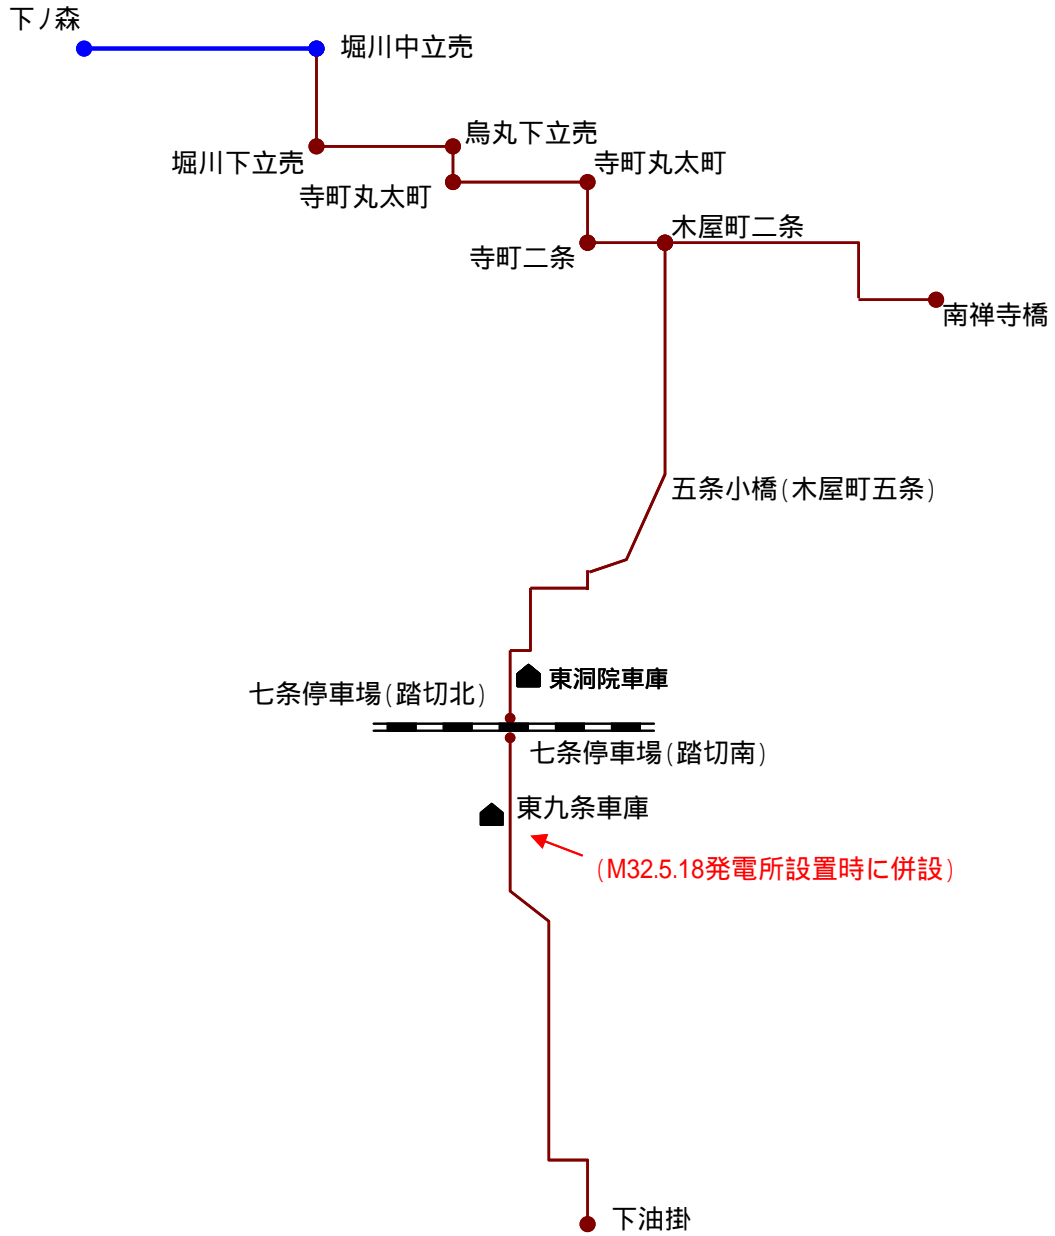 下ノ森
堀川中立売
烏丸下立売
堀川下立売
寺町丸太町
寺町丸太町
木屋町二条
寺町二条
南禅寺橋
五条小橋(木屋町五条)
東洞院車庫
七条停車場(踏切北)
七条停車場(踏切南)
東九条車庫
(M32.5.18発電所設置時に併設)
下油掛